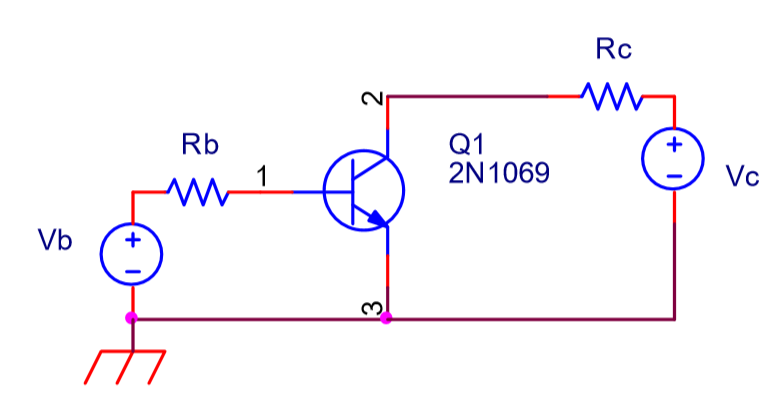 Rc
2
Rb
1
Q1
2N1069
+
-
Vc
Vb
+
-
3